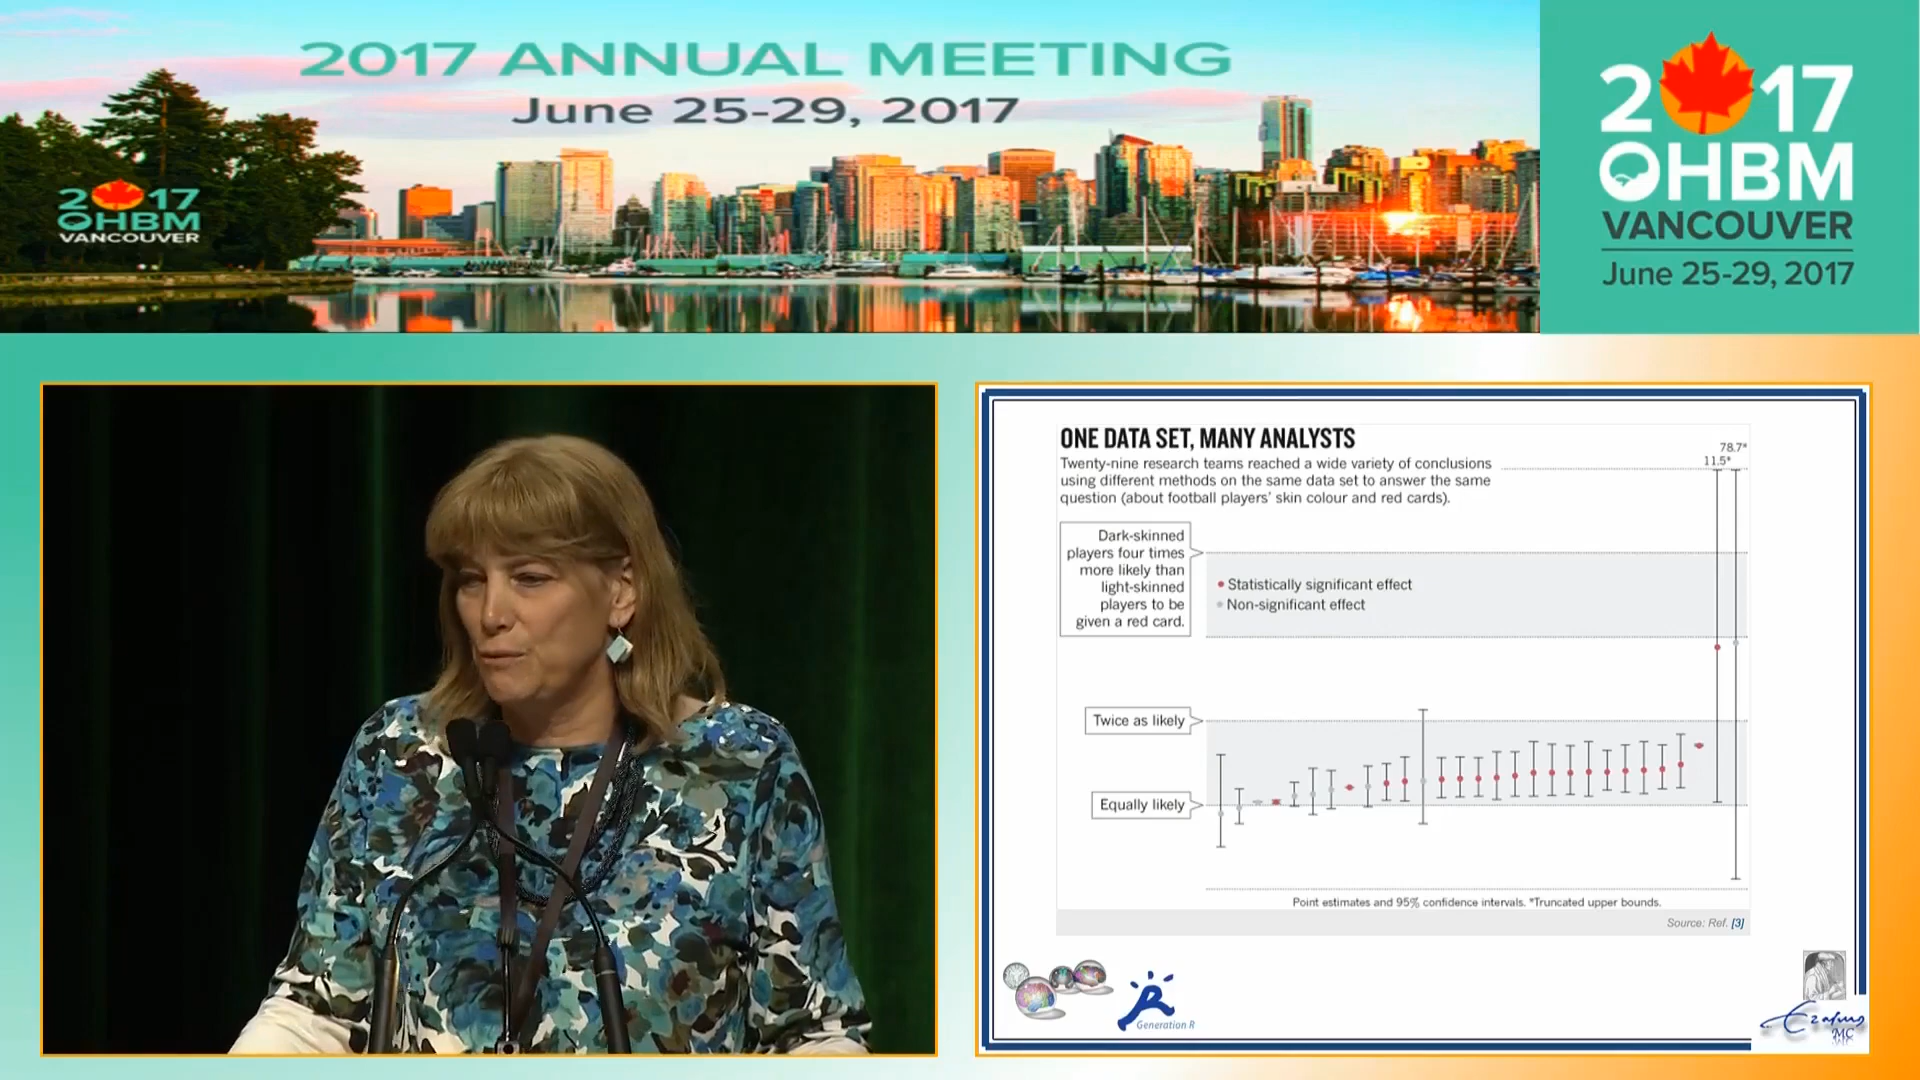 2017 ANNUAL MEETING
June 25-29, 2017
2017
OHBM
VANCOUVER
2017
OHBM
VANCOUVER
June 25-29, 2017
ONE DATA SET, MANY ANALYSTS
Twenty-nine research teams reached a wide variety of conclusions
using different methods on the same data set to answer the same
question (about football players' skin colour and red cards).
78.7*
11.5*
Dark-skinned
players four times
more likely than
light-skinned
players to be
given a red card.
Statistically significant effect
Non-significant effect
Twice as likely
Equally likely
Point estimates and 95% confidence intervals. *Truncated upper bounds.
Source: Ref. [3]
Generation R
Erasmus
MC